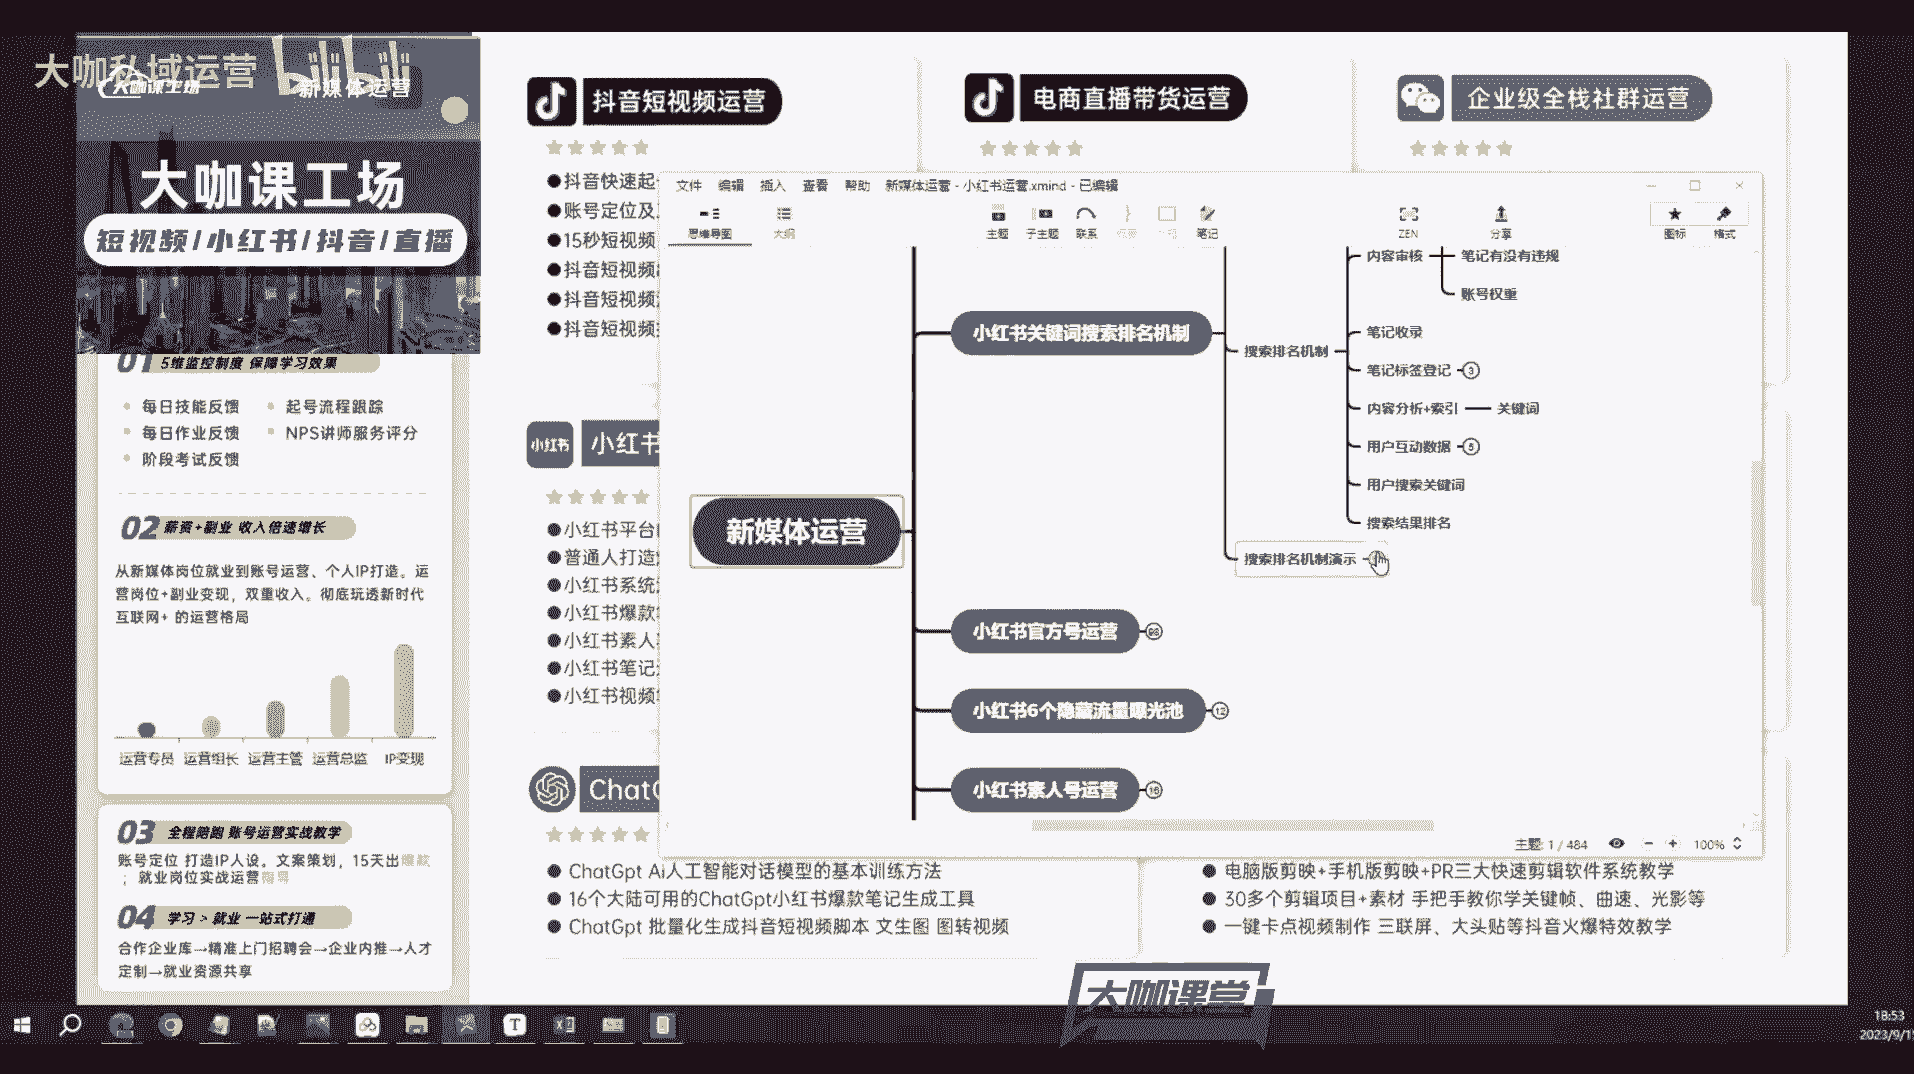 大咖私域运营 bilibili
大咖课工场
新媒体运营
大咖课工场
短视频/小红书/抖音/直播
01 5维监控制度 保障学习效果
每日技能反馈 起号流程跟踪
每日作业反馈 NPS讲师服务评分
阶段考试反馈
02 薪资+副业 收入倍速增长
从新媒体岗位就业到账号运营、个人IP打造。运
营岗位+副业变现，双重收入。彻底玩透新时代
互联网+ 的运营格局
运营专员 运营组长 运营主管 运营总监 IP变现
03 全程陪跑 账号运营实战教学
账号定位 打造IP人设。文案策划，15天出爆款
；就业岗位实战运营指导
04 学习 > 就业 一站式打通
合作企业库→精准上门招聘会→企业内推→人才
定制→就业资源共享
抖音短视频运营
电商直播带货运营
企业级全栈社群运营
抖音快速起
账号定位及
15秒短视频
抖音短视频
抖音短视频
抖音短视频
小红书
小红书
小红书平台
普通人打造
小红书系统
小红书爆款
小红书素人
小红书笔记
小红书视频
ChatG
ChatGpt Ai人工智能对话模型的基本训练方法
16个大陆可用的ChatGpt小红书爆款笔记生成工具
ChatGpt 批量化生成抖音短视频脚本 文生图 图转视频
电脑版剪映+手机版剪映+PR三大快速剪辑软件系统教学
30多个剪辑项目+素材 手把手教你学关键帧、曲速、光影等
一键卡点视频制作 三联屏、大头贴等抖音火爆特效教学
文件 编辑 插入 查看 帮助 新媒体运营 - 小红书运营.xmind - 已编辑
思维导图 大纲 主题 子主题 联系 笔记 ZEN 分享 图标 格式
内容审核 笔记有没有违规
账号权重
小红书关键词搜索排名机制
搜索排名机制
笔记收录
笔记标签登记 3
内容分析+索引 关键词
用户互动数据 5
用户搜索关键词
搜索结果排名
搜索排名机制演示
新媒体运营
小红书官方号运营
小红书6个隐藏流量曝光池 12
小红书素人号运营 16
主题: 1 / 484 100%
大咖课堂
T
18:53
2023/9/1